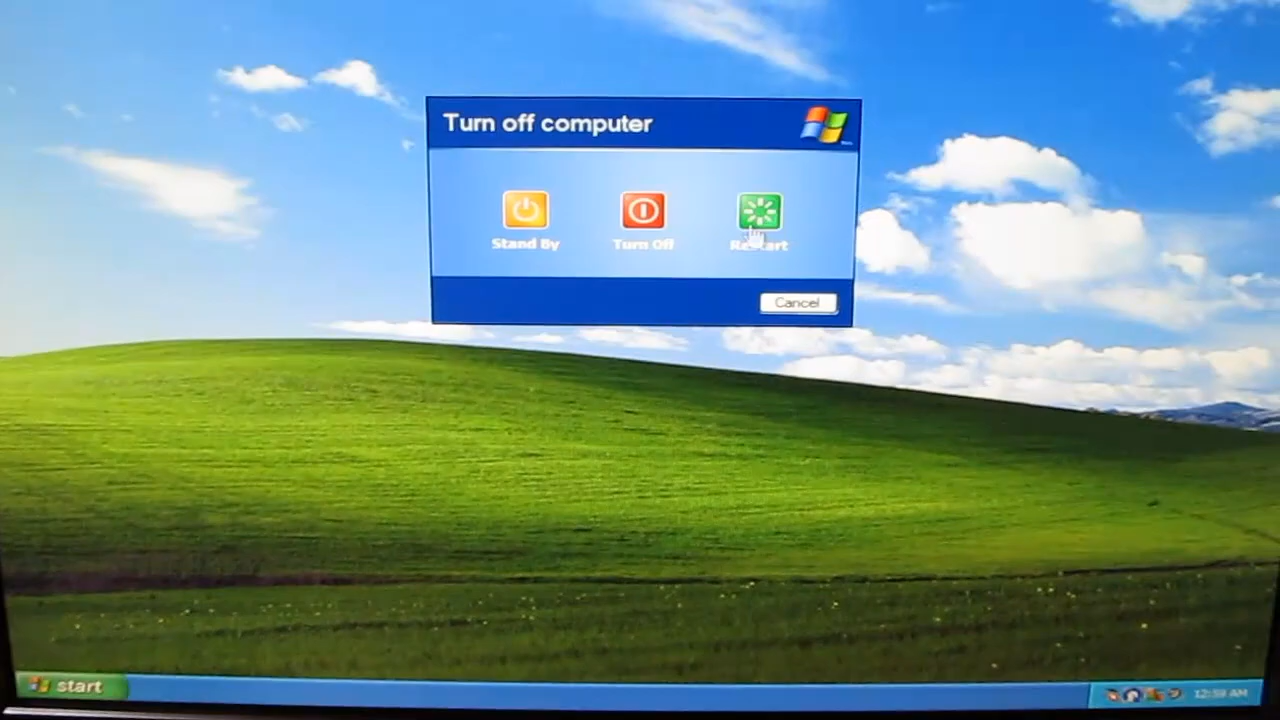 Turn off computer
Stand By
Turn Off
Restart
Cancel
start
12:59 AM